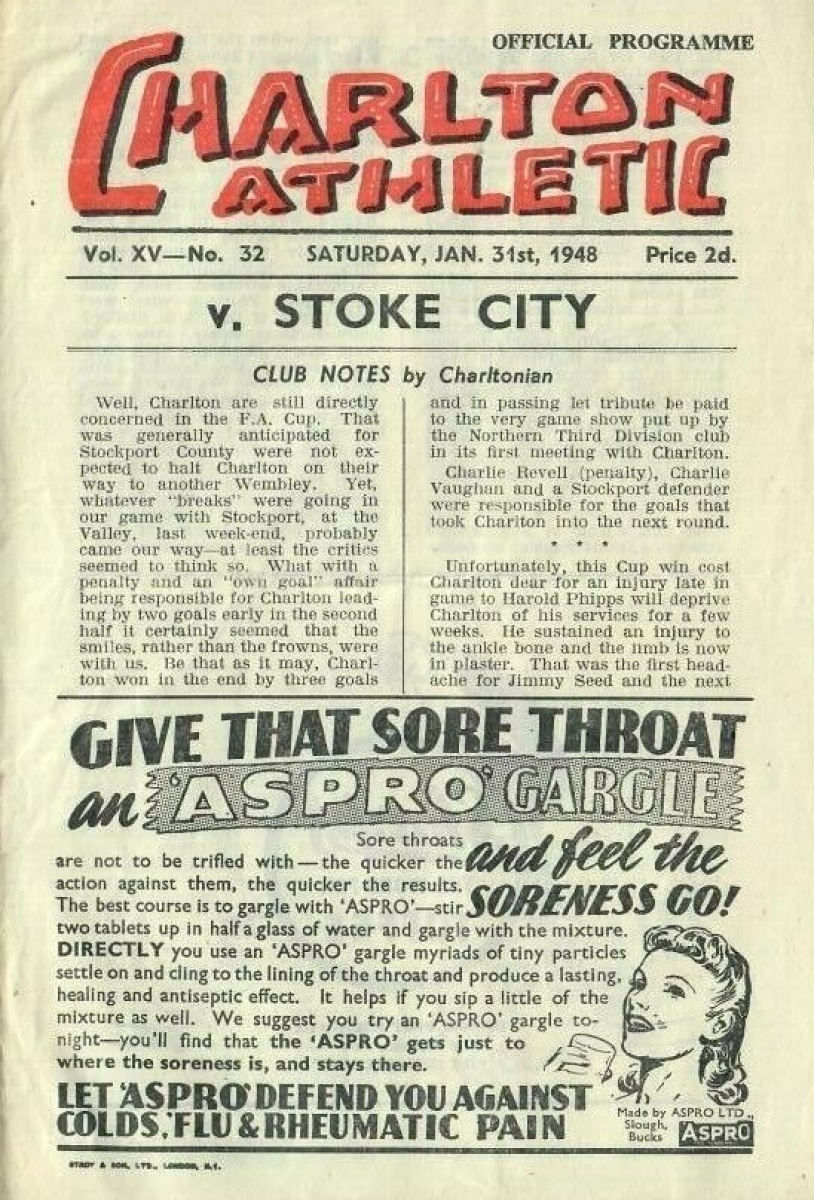 OFFICIAL PROGRAMME
CHARLTON
ATHLETIC
Vol. XV—No. 32 SATURDAY, JAN. 31st, 1948 Price 2d.
v. STOKE CITY
CLUB NOTES by Charltonian
Well, Charlton are still directly
concerned in the F.A. Cup. That
was generally anticipated for
Stockport County were not ex-
pected to halt Charlton on their
way to another Wembley. Yet,
whatever "breaks" were going in
our game with Stockport, at the
Valley, last week-end, probably
came our way—at least the critics
seemed to think so. What with a
penalty and an "own goal" affair
being responsible for Charlton lead-
ing by two goals early in the second
half it certainly seemed that the
smiles, rather than the frowns, were
with us. Be that as it may, Charl-
ton won in the end by three goals
and in passing let tribute be paid
to the very game show put up by
the Northern Third Division club
in its first meeting with Charlton.
Charlie Revell (penalty), Charlie
Vaughan and a Stockport defender
were responsible for the goals that
took Charlton into the next round.
* * *
Unfortunately, this Cup win cost
Charlton dear for an injury late in
game to Harold Phipps will deprive
Charlton of his services for a few
weeks. He sustained an injury to
the ankle bone and the limb is now
in plaster. That was the first head-
ache for Jimmy Seed and the next
GIVE THAT SORE THROAT
an 'ASPRO' GARGLE
and feel the
SORENESS GO!
Sore throats
are not to be trifled with—the quicker the
action against them, the quicker the results.
The best course is to gargle with 'ASPRO'—stir
two tablets up in half a glass of water and gargle with the mixture.
DIRECTLY you use an 'ASPRO' gargle myriads of tiny particles
settle on and cling to the lining of the throat and produce a lasting,
healing and antiseptic effect. It helps if you sip a little of the
mixture as well. We suggest you try an 'ASPRO' gargle to-
night—you'll find that the 'ASPRO' gets just to
where the soreness is, and stays there.
LET 'ASPRO' DEFEND YOU AGAINST
COLDS, 'FLU & RHEUMATIC PAIN
Made by ASPRO LTD.,
Slough,
Bucks
ASPRO
& SON, LTD., LONDON,